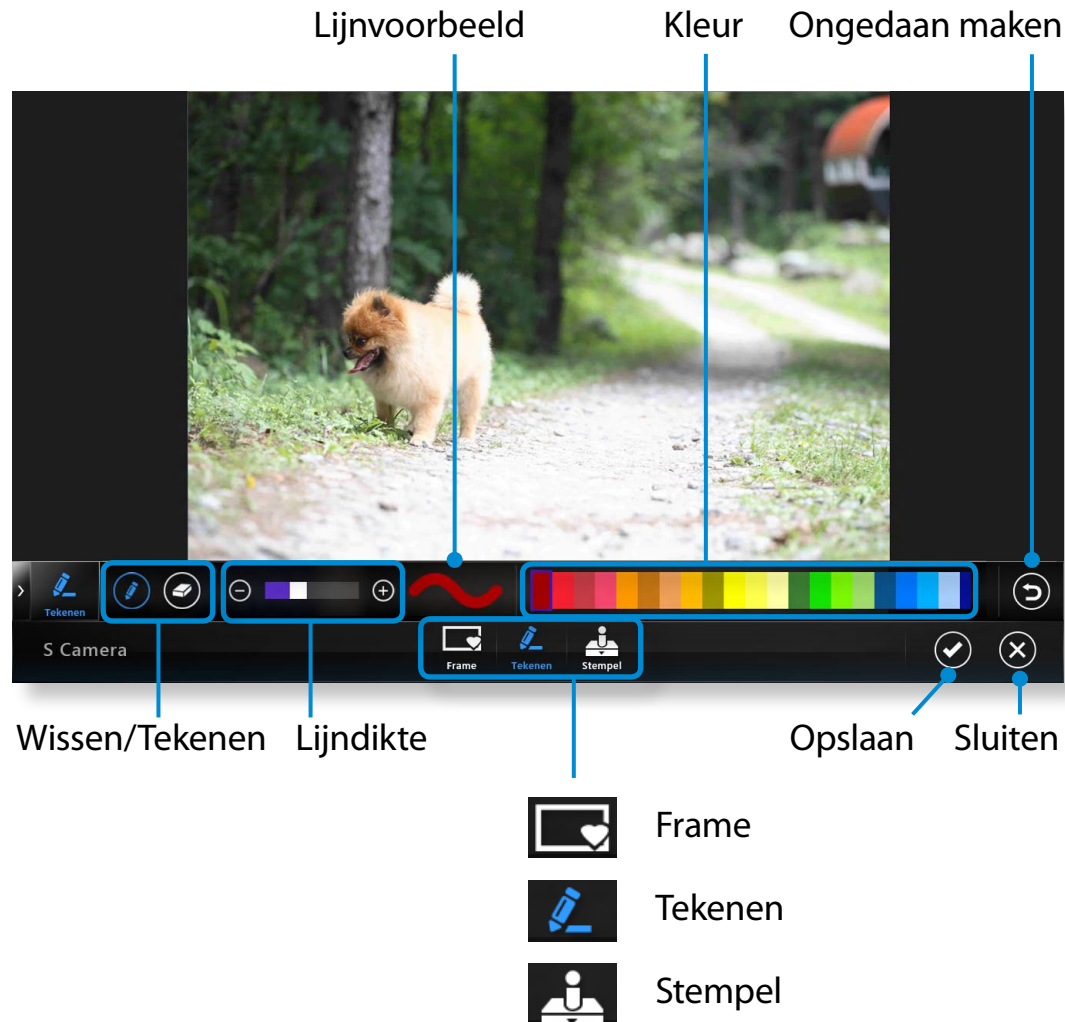 Lijnvoorbeeld Kleur Ongedaan maken
Tekenen
S Camera
Frame Tekenen Stempel
Wissen/Tekenen Lijndikte Opslaan Sluiten
Frame
Tekenen
Stempel